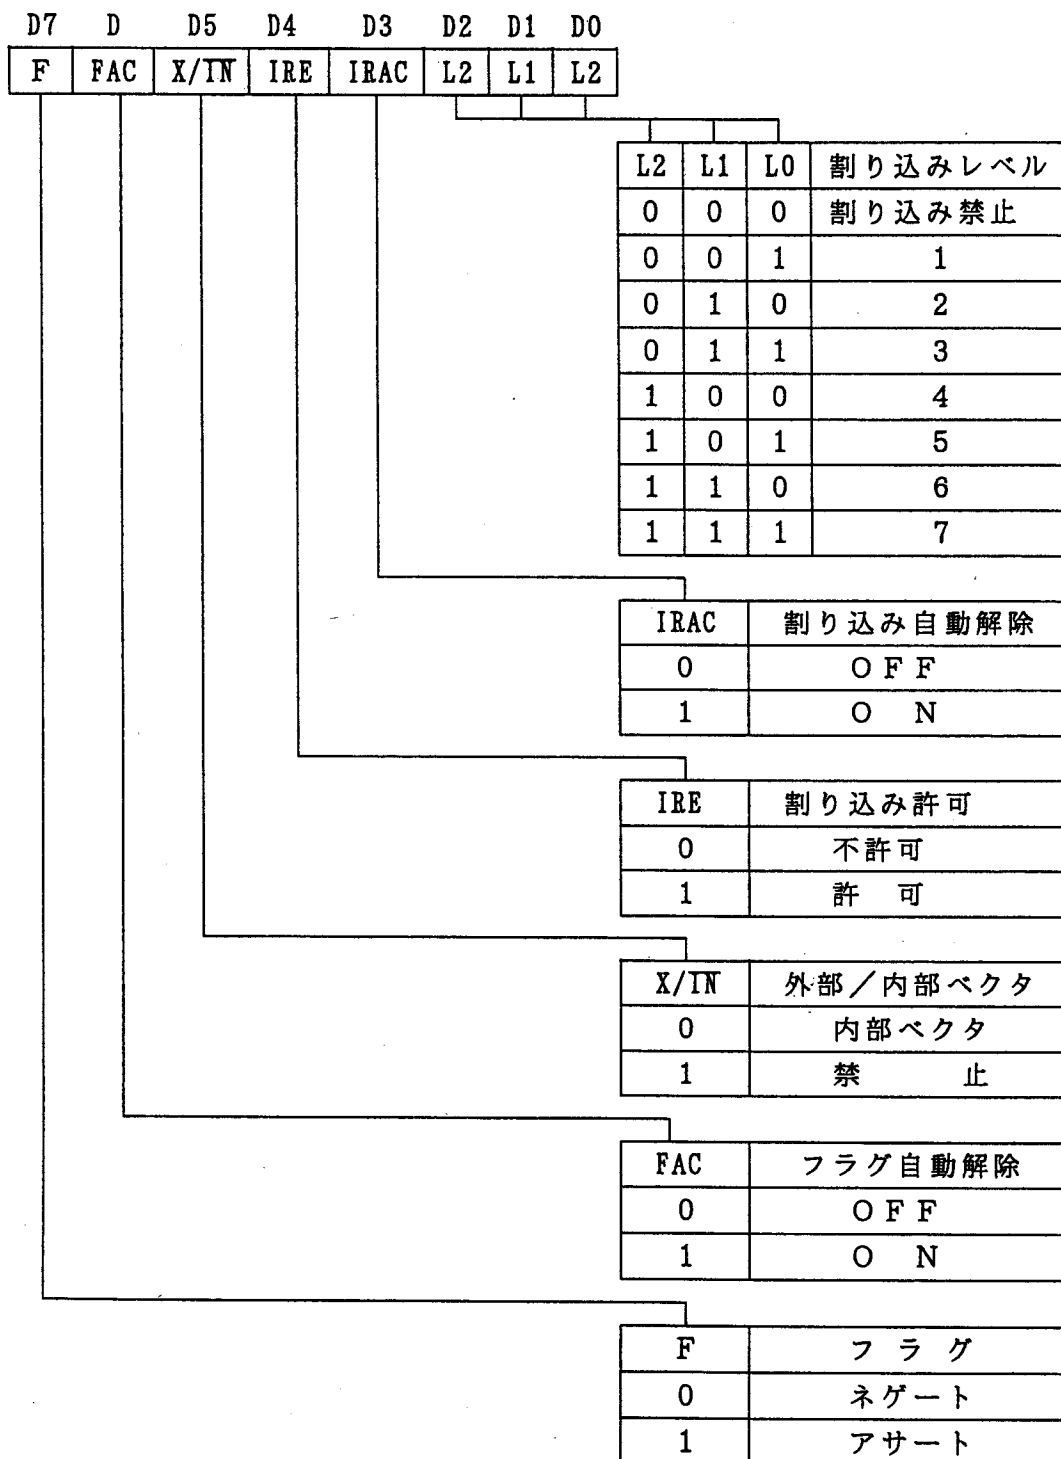 D7 D D5 D4 D3 D2 D1 D0
F FAC X/IN IRE IRAC L2 L1 L2
L2 L1 L0 割り込みレベル
0 0 0 割り込み禁止
0 0 1 1
0 1 0 2
0 1 1 3
1 0 0 4
1 0 1 5
1 1 0 6
1 1 1 7
IRAC 割り込み自動解除
0 OFF
1 ON
IRE 割り込み許可
0 不許可
1 許可
X/IN 外部/内部ベクタ
0 内部ベクタ
1 禁止
FAC フラグ自動解除
0 OFF
1 ON
F フラグ
0 ネゲート
1 アサート